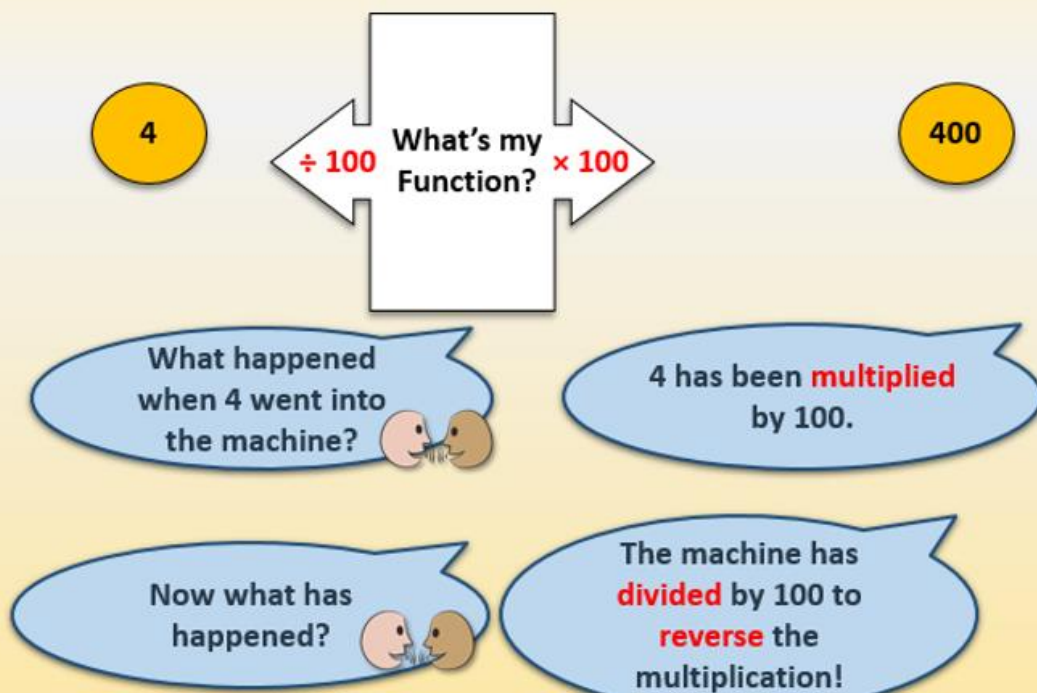 4
÷ 100
What's my
Function?
× 100
400
What happened
when 4 went into
the machine?
4 has been multiplied
by 100.
Now what has
happened?
The machine has
divided by 100 to
reverse the
multiplication!